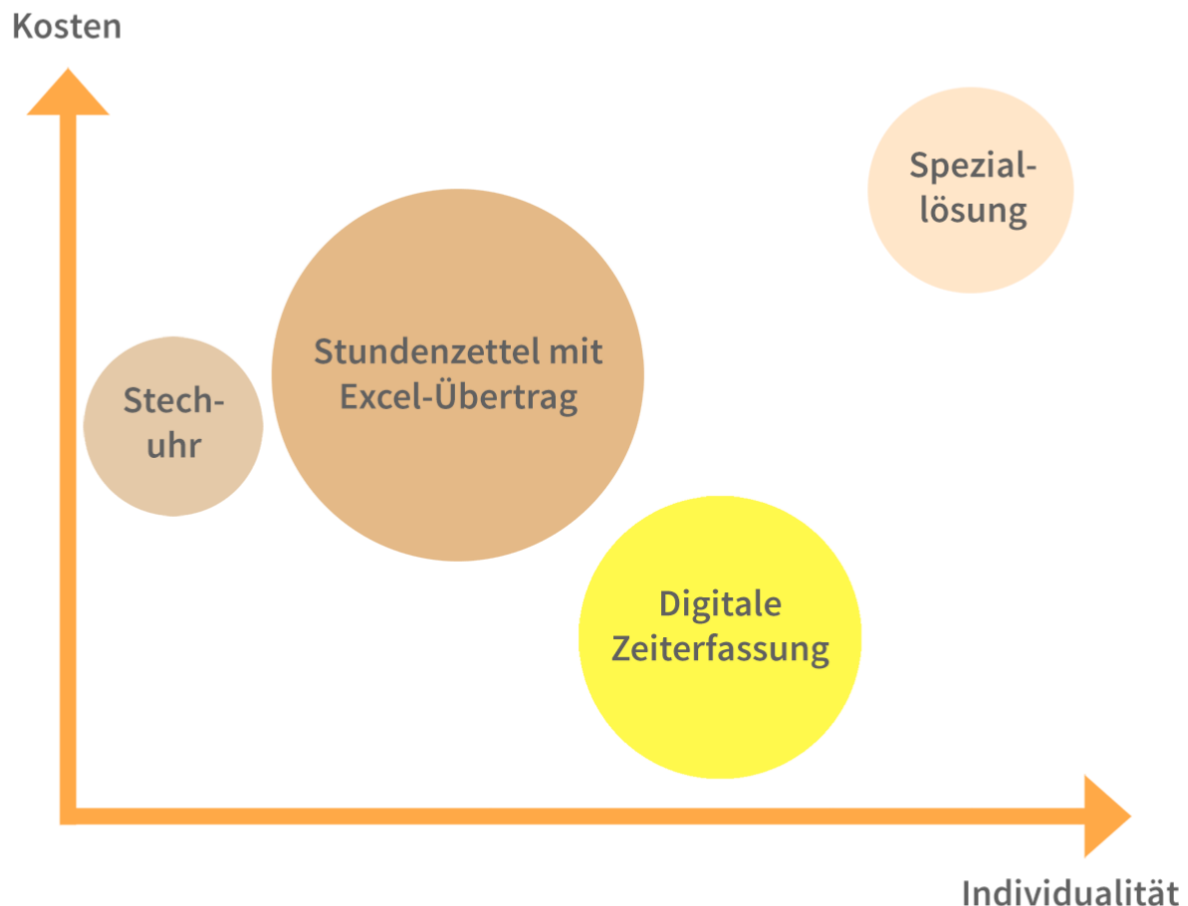 Kosten
Spezial-
lösung
Stundenzettel mit
Excel-Übertrag
Stech-
uhr
Digitale
Zeiterfassung
Individualität